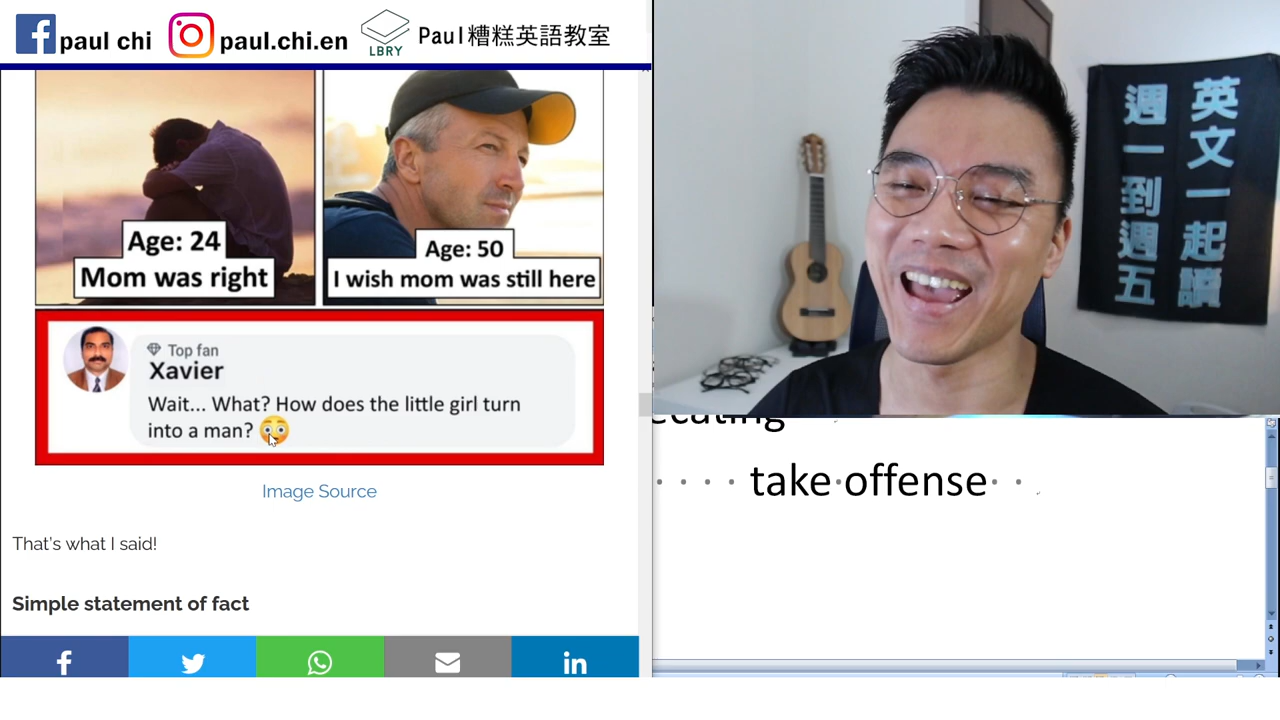 paul chi
paul.chi.en
LBRY
Paul糟糕英語教室
Age: 24
Mom was right
Age: 50
I wish mom was still here
Top fan
Xavier
Wait... What? How does the little girl turn
into a man?
Image Source
That's what I said!
Simple statement of fact
英文一起讀
週一到週五
take offense